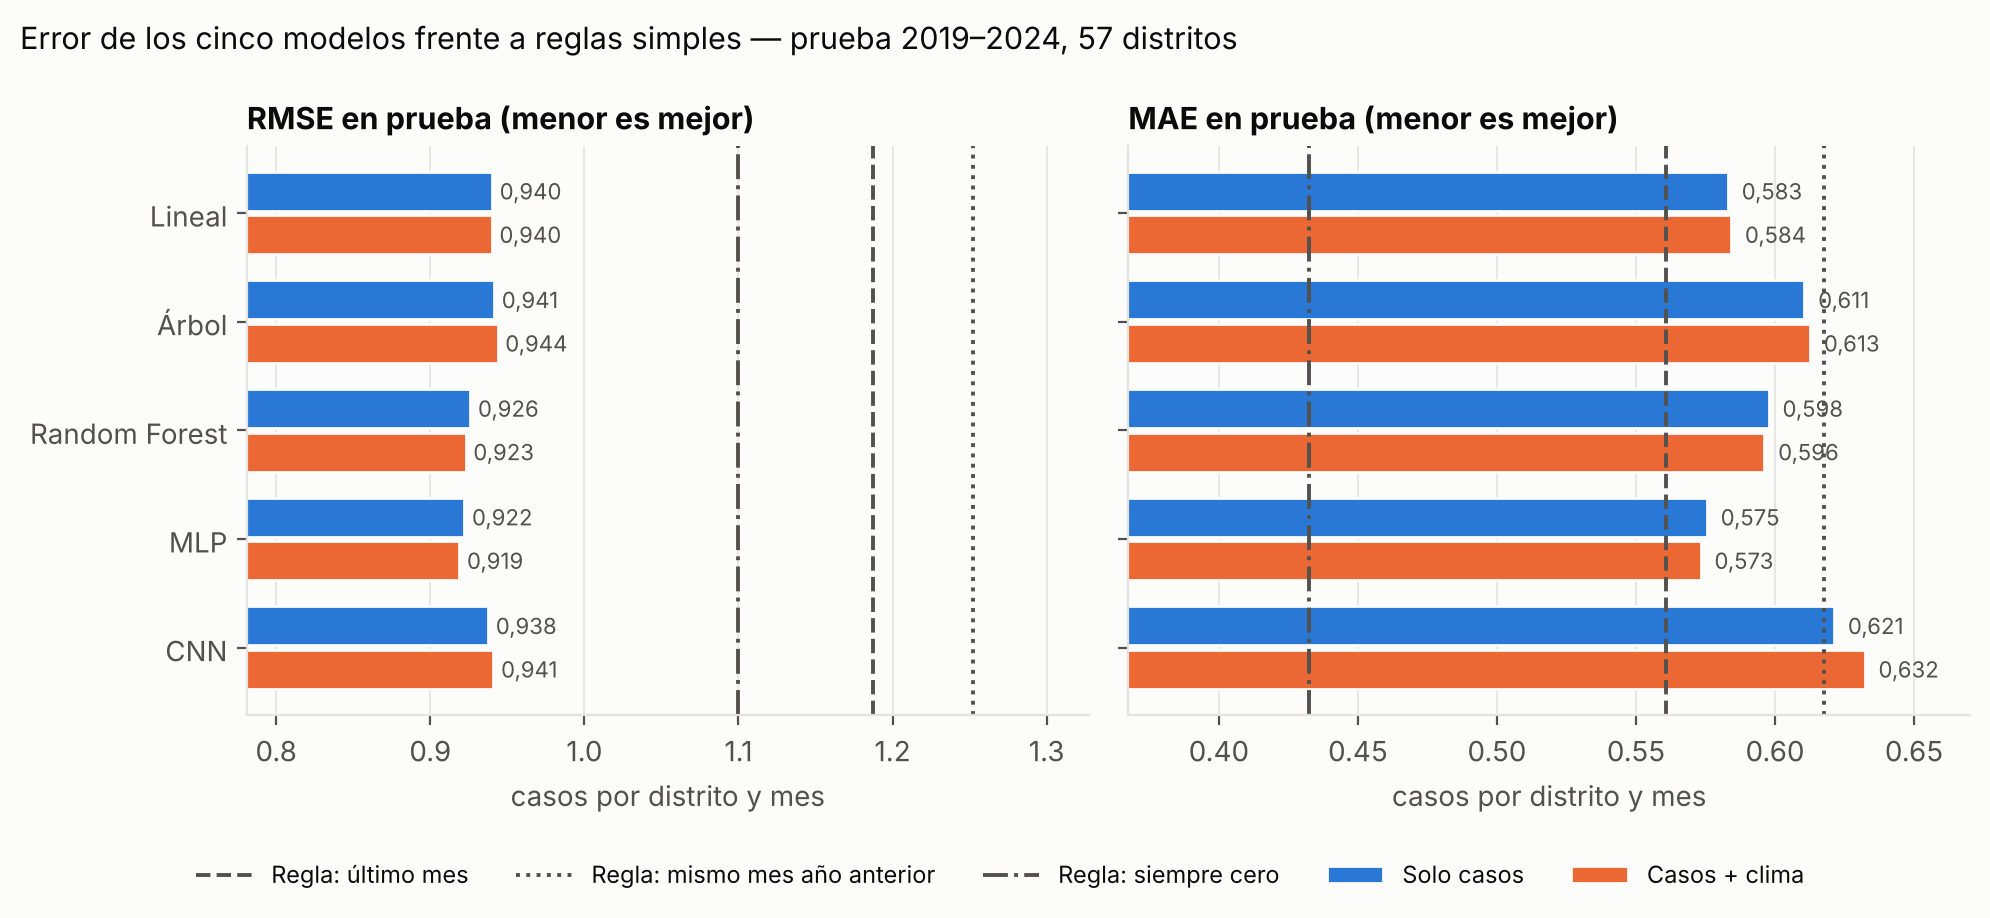 Error de los cinco modelos frente a reglas simples — prueba 2019–2024, 57 distritos
RMSE en prueba (menor es mejor)
Lineal
0,940
0,940
Árbol
0,941
0,944
Random Forest
0,926
0,923
MLP
0,922
0,919
CNN
0,938
0,941
0.8 0.9 1.0 1.1 1.2 1.3
casos por distrito y mes
MAE en prueba (menor es mejor)
0,583
0,584
0,611
0,613
0,598
0,596
0,575
0,573
0,621
0,632
0.40 0.45 0.50 0.55 0.60 0.65
casos por distrito y mes
Regla: último mes Regla: mismo mes año anterior Regla: siempre cero Solo casos Casos + clima